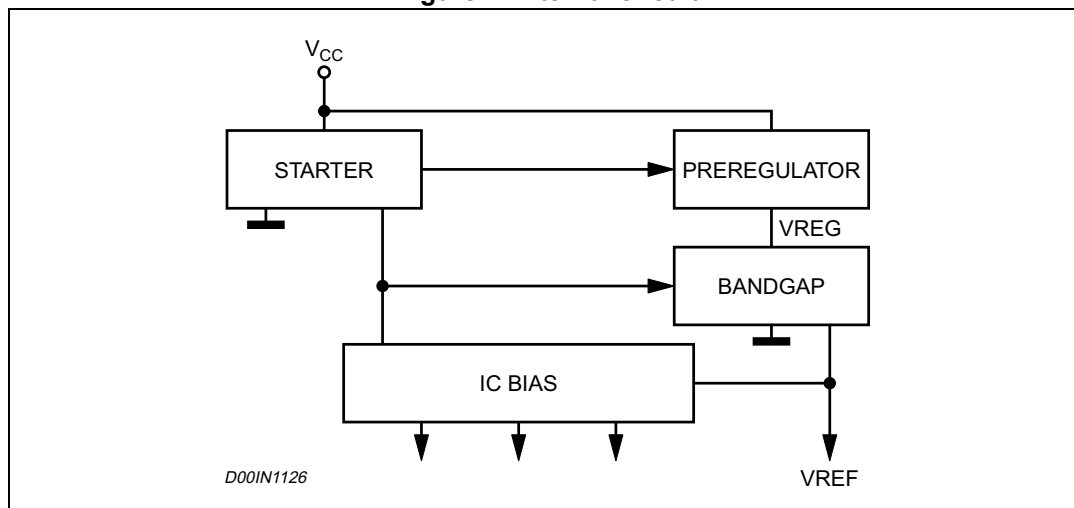 V_CC
STARTER
PREREGULATOR
VREG
BANDGAP
IC BIAS
D00IN1126
VREF